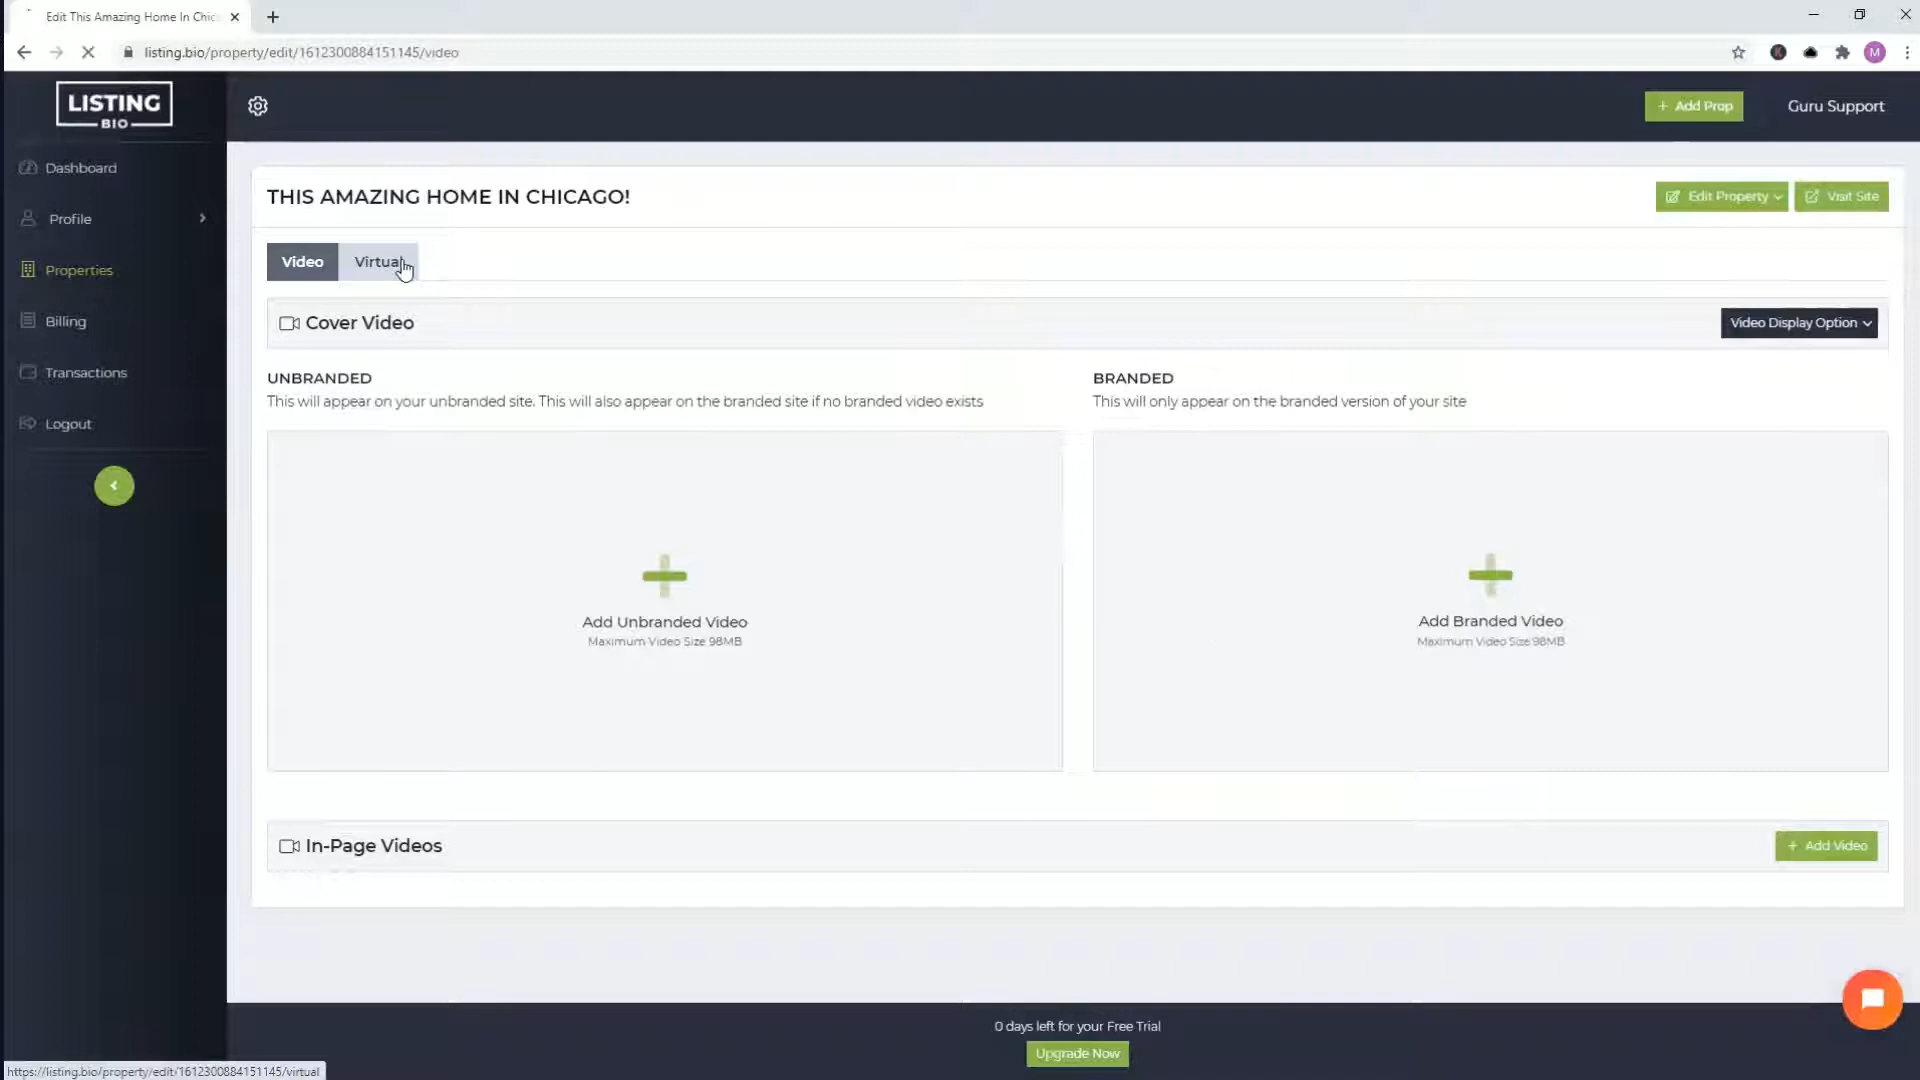 Edit This Amazing Home In Chic
listing.bio/property/edit/1612300884151145/video
M
LISTING
BIO
+ Add Prop
Guru Support
Dashboard
Profile
Properties
Billing
Transactions
Logout
THIS AMAZING HOME IN CHICAGO!
Edit Property
Visit Site
Video
Virtual
Cover Video
Video Display Option
UNBRANDED
This will appear on your unbranded site. This will also appear on the branded site if no branded video exists
BRANDED
This will only appear on the branded version of your site
Add Unbranded Video
Maximum Video Size 98MB
Add Branded Video
Maximum Video Size 98MB
In-Page Videos
+ Add Video
0 days left for your Free Trial
Upgrade Now
https://listing.bio/property/edit/1612300884151145/virtual